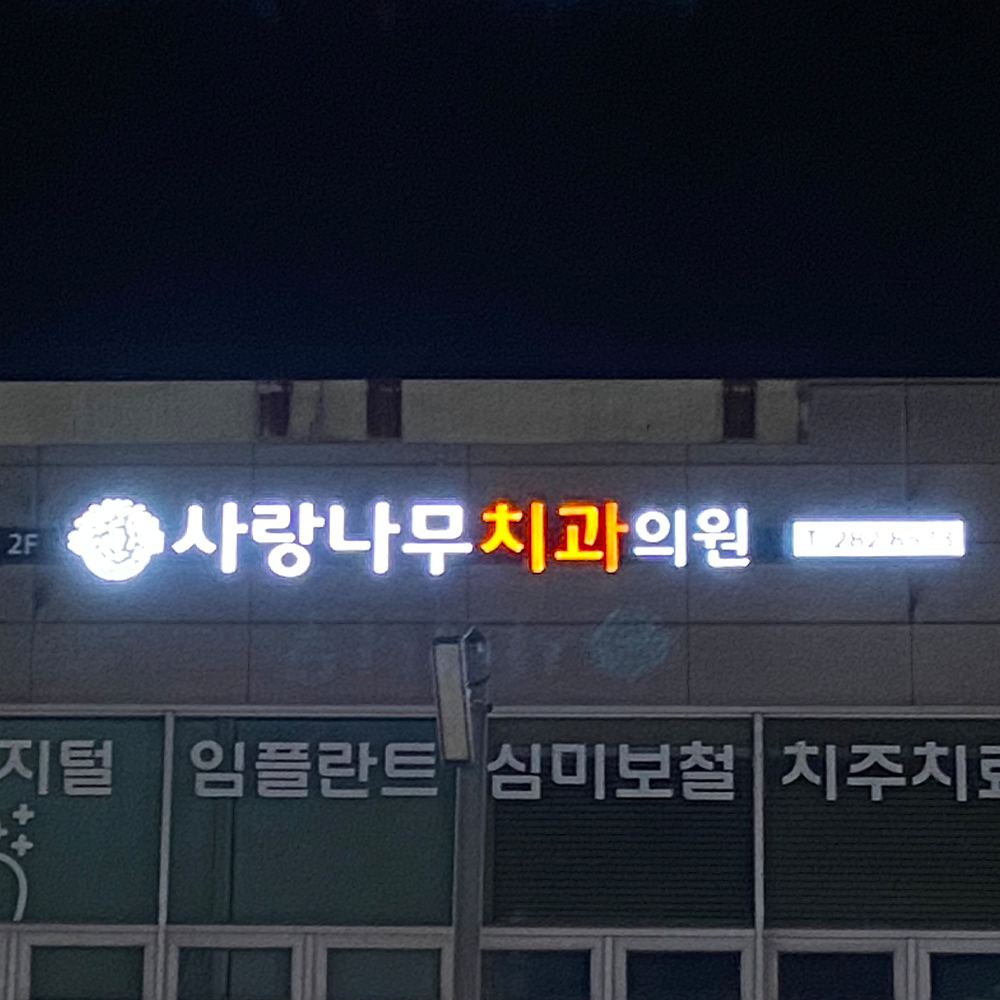 2F 사랑나무치과의원
지털 임플란트 심미보철 치주치료